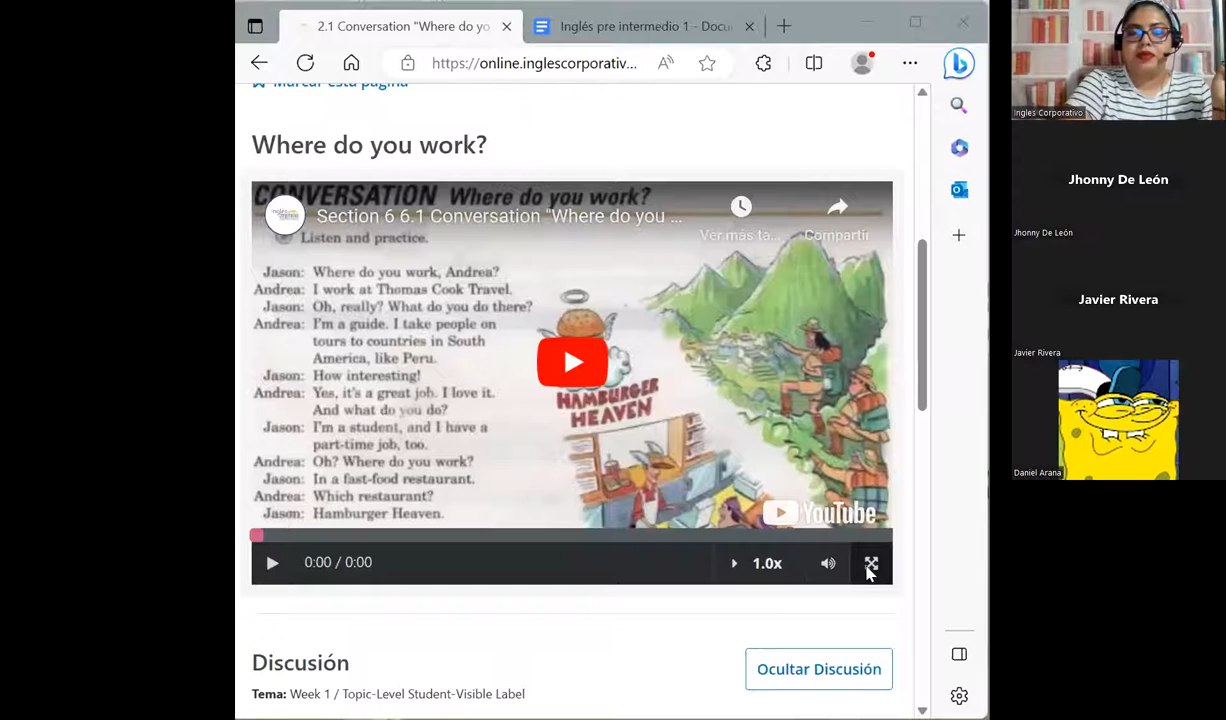 2.1 Conversation "Where do yo
Inglés pre intermedio 1 - Docu
https://online.inglescorporativ...
Marcar esta página
Where do you work?
CONVERSATION Where do you work?
Section 6 6.1 Conversation "Where do you ...
Ver más ta...
Compartir
Listen and practice.
Jason: Where do you work, Andrea?
Andrea: I work at Thomas Cook Travel.
Jason: Oh, really? What do you do there?
Andrea: I'm a guide. I take people on
tours to countries in South
America, like Peru.
Jason: How interesting!
Andrea: Yes, it's a great job. I love it.
And what do you do?
Jason: I'm a student, and I have a
part-time job, too.
Andrea: Oh? Where do you work?
Jason: In a fast-food restaurant.
Andrea: Which restaurant?
Jason: Hamburger Heaven.
HAMBURGER
HEAVEN
YouTube
0:00 / 0:00
1.0x
Discusión
Ocultar Discusión
Tema: Week 1 / Topic-Level Student-Visible Label
Ingles Corporativo
Jhonny De León
Jhonny De León
Javier Rivera
Javier Rivera
Daniel Arana